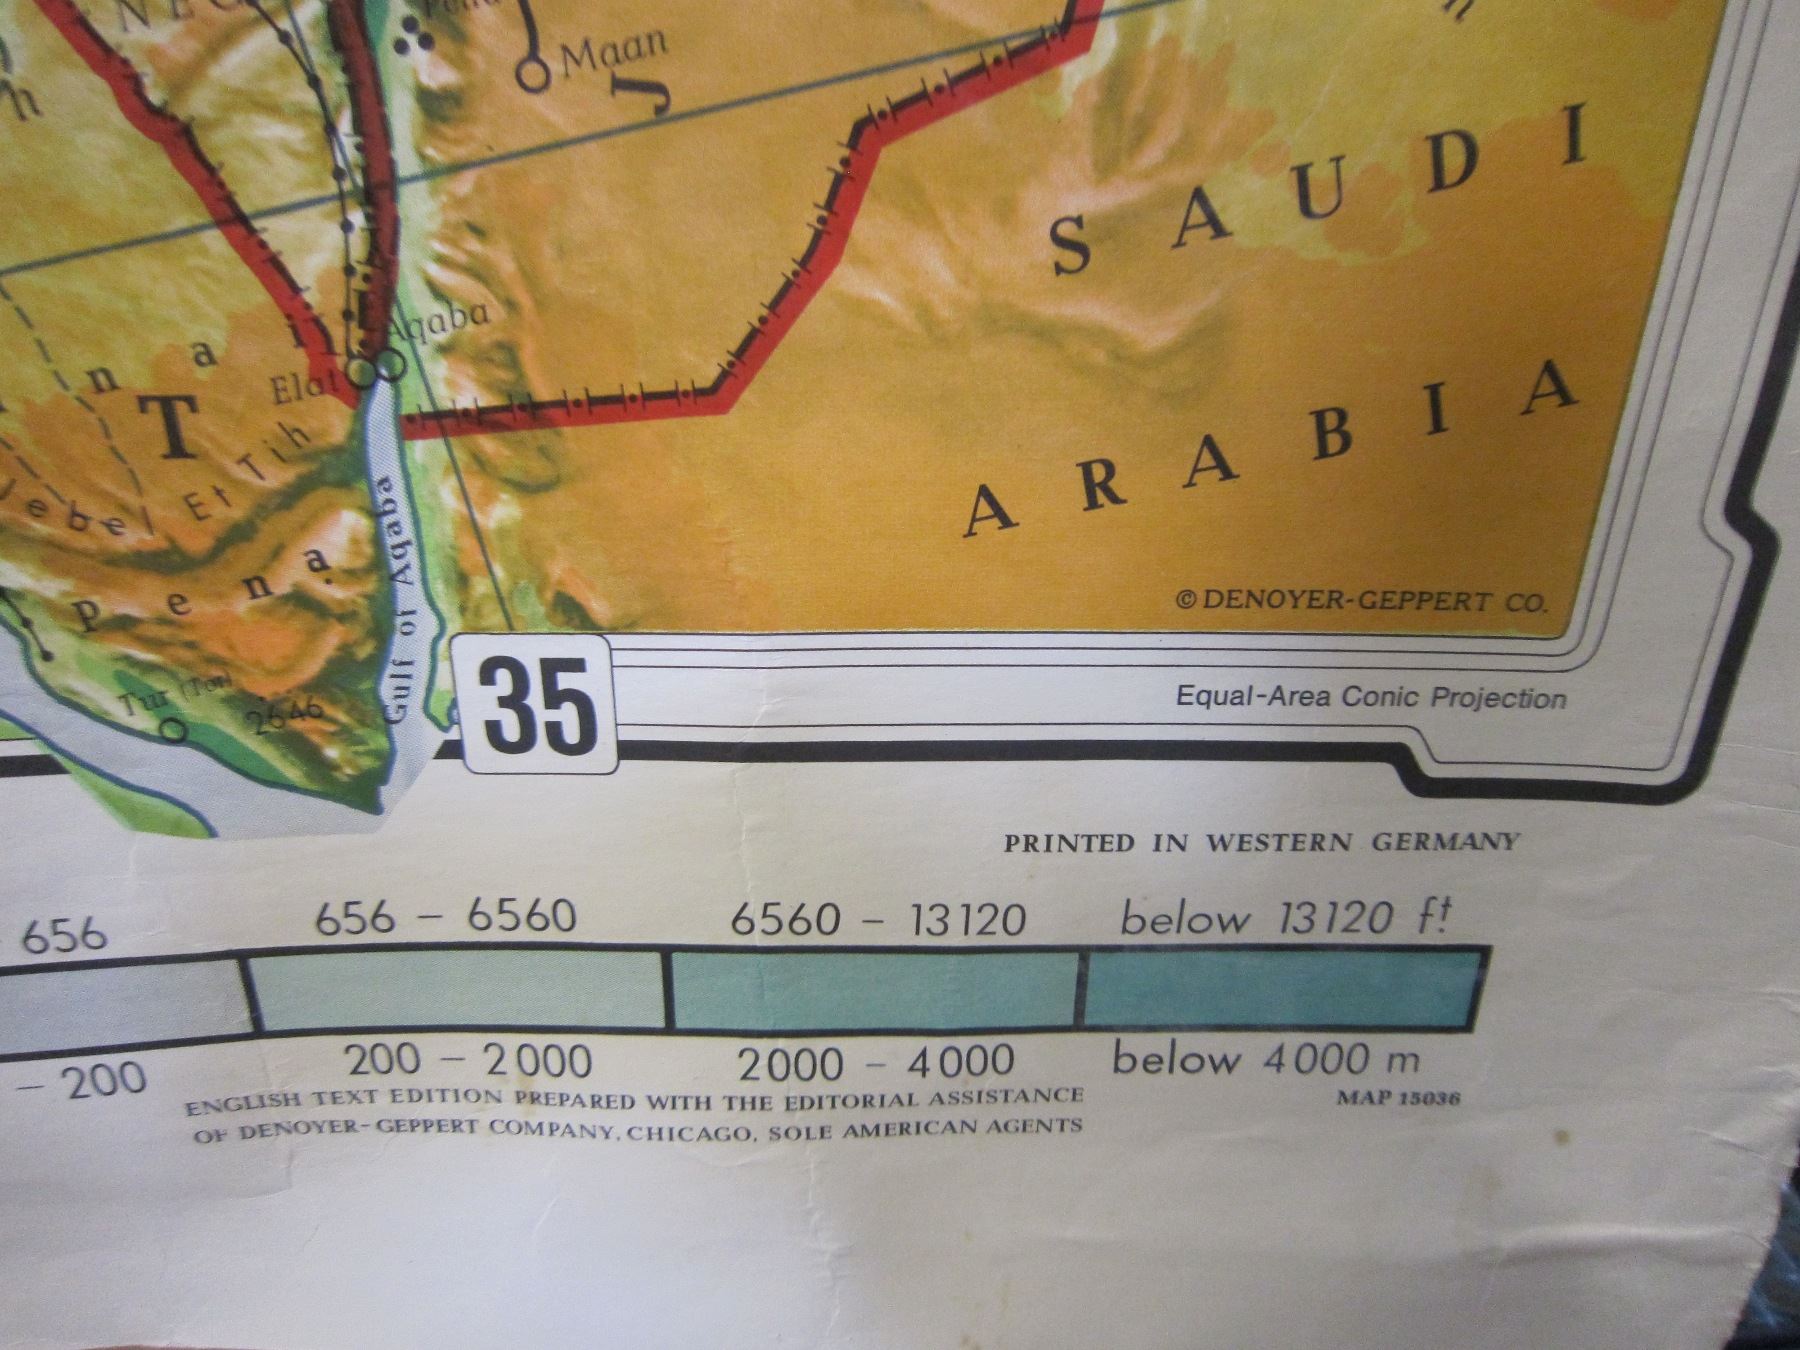 NEG
Maan
J
n
SAUDI
Aqaba
n a i
Elat
T
ARABIA
Jebel Et Tih
Gulf of Aqaba
p e n a
© DENOYER-GEPPERT CO.
35
Tur (Tor)
2646
Equal-Area Conic Projection
PRINTED IN WESTERN GERMANY
656 656 – 6560 6560 – 13120 below 13120 ft
– 200 200 – 2000 2000 – 4000 below 4000 m
ENGLISH TEXT EDITION PREPARED WITH THE EDITORIAL ASSISTANCE
OF DENOYER-GEPPERT COMPANY, CHICAGO, SOLE AMERICAN AGENTS
MAP 15036